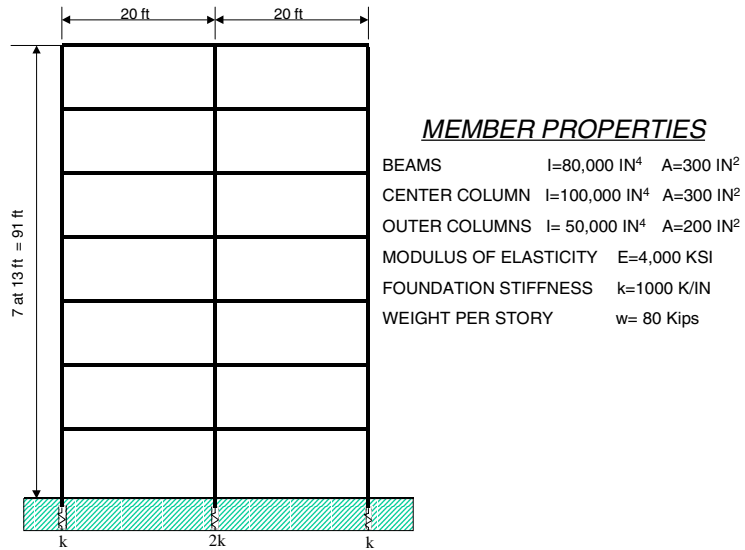 20 ft 20 ft
7 at 13 ft = 91 ft
MEMBER PROPERTIES
BEAMS I=80,000 IN⁴ A=300 IN²
CENTER COLUMN I=100,000 IN⁴ A=300 IN²
OUTER COLUMNS I= 50,000 IN⁴ A=200 IN²
MODULUS OF ELASTICITY E=4,000 KSI
FOUNDATION STIFFNESS k=1000 K/IN
WEIGHT PER STORY w= 80 Kips
k 2k k